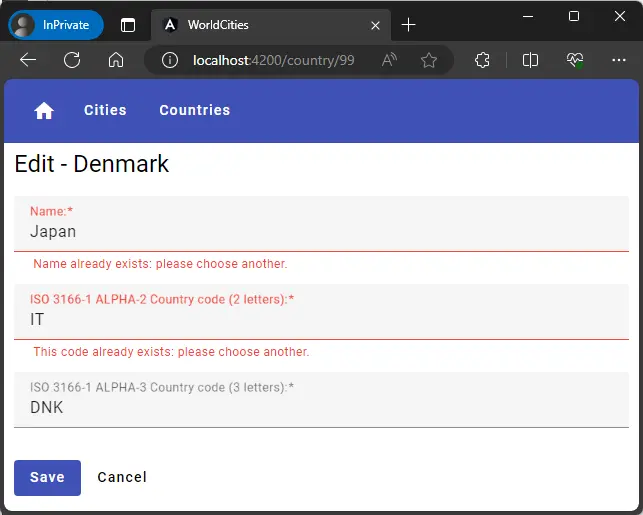 InPrivate
WorldCities
localhost:4200/country/99
Cities
Countries
Edit - Denmark
Name:*
Japan
Name already exists: please choose another.
ISO 3166-1 ALPHA-2 Country code (2 letters):*
IT
This code already exists: please choose another.
ISO 3166-1 ALPHA-3 Country code (3 letters):*
DNK
Save Cancel